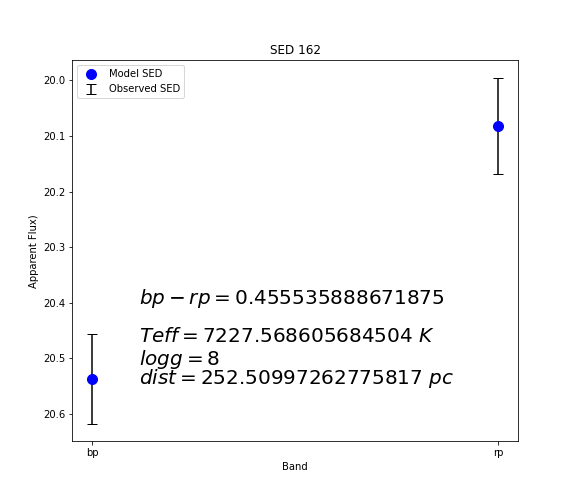 SED 162
Model SED
Observed SED
20.0
20.1
20.2
20.3
20.4
20.5
20.6
Apparent Flux)
bp − rp = 0.455535888671875
Teff = 7227.568605684504 K
logg = 8
dist = 252.50997262775817 pc
bp
rp
Band